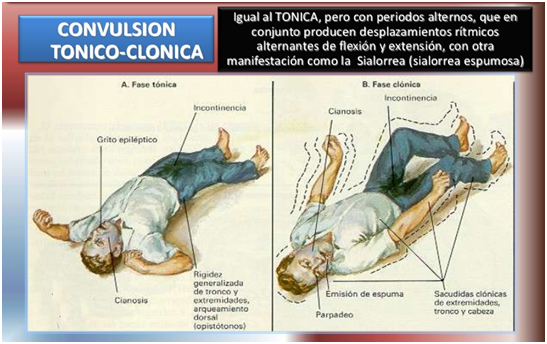 CONVULSION
TONICO-CLONICA
Igual al TONICA, pero con periodos alternos, que en
conjunto producen desplazamientos rítmicos
alternantes de flexión y extensión, con otra
manifestación como la Sialorrea (sialorrea espumosa)
A. Fase tónica
Incontinencia
Grito epiléptico
Cianosis
Rigidez
generalizada
de tronco y
extremidades,
arqueamiento
dorsal
(opistótonos)
B. Fase clónica
Incontinencia
Cianosis
Emisión de espuma
Parpadeo
Sacudidas clónicas
de extremidades,
tronco y cabeza